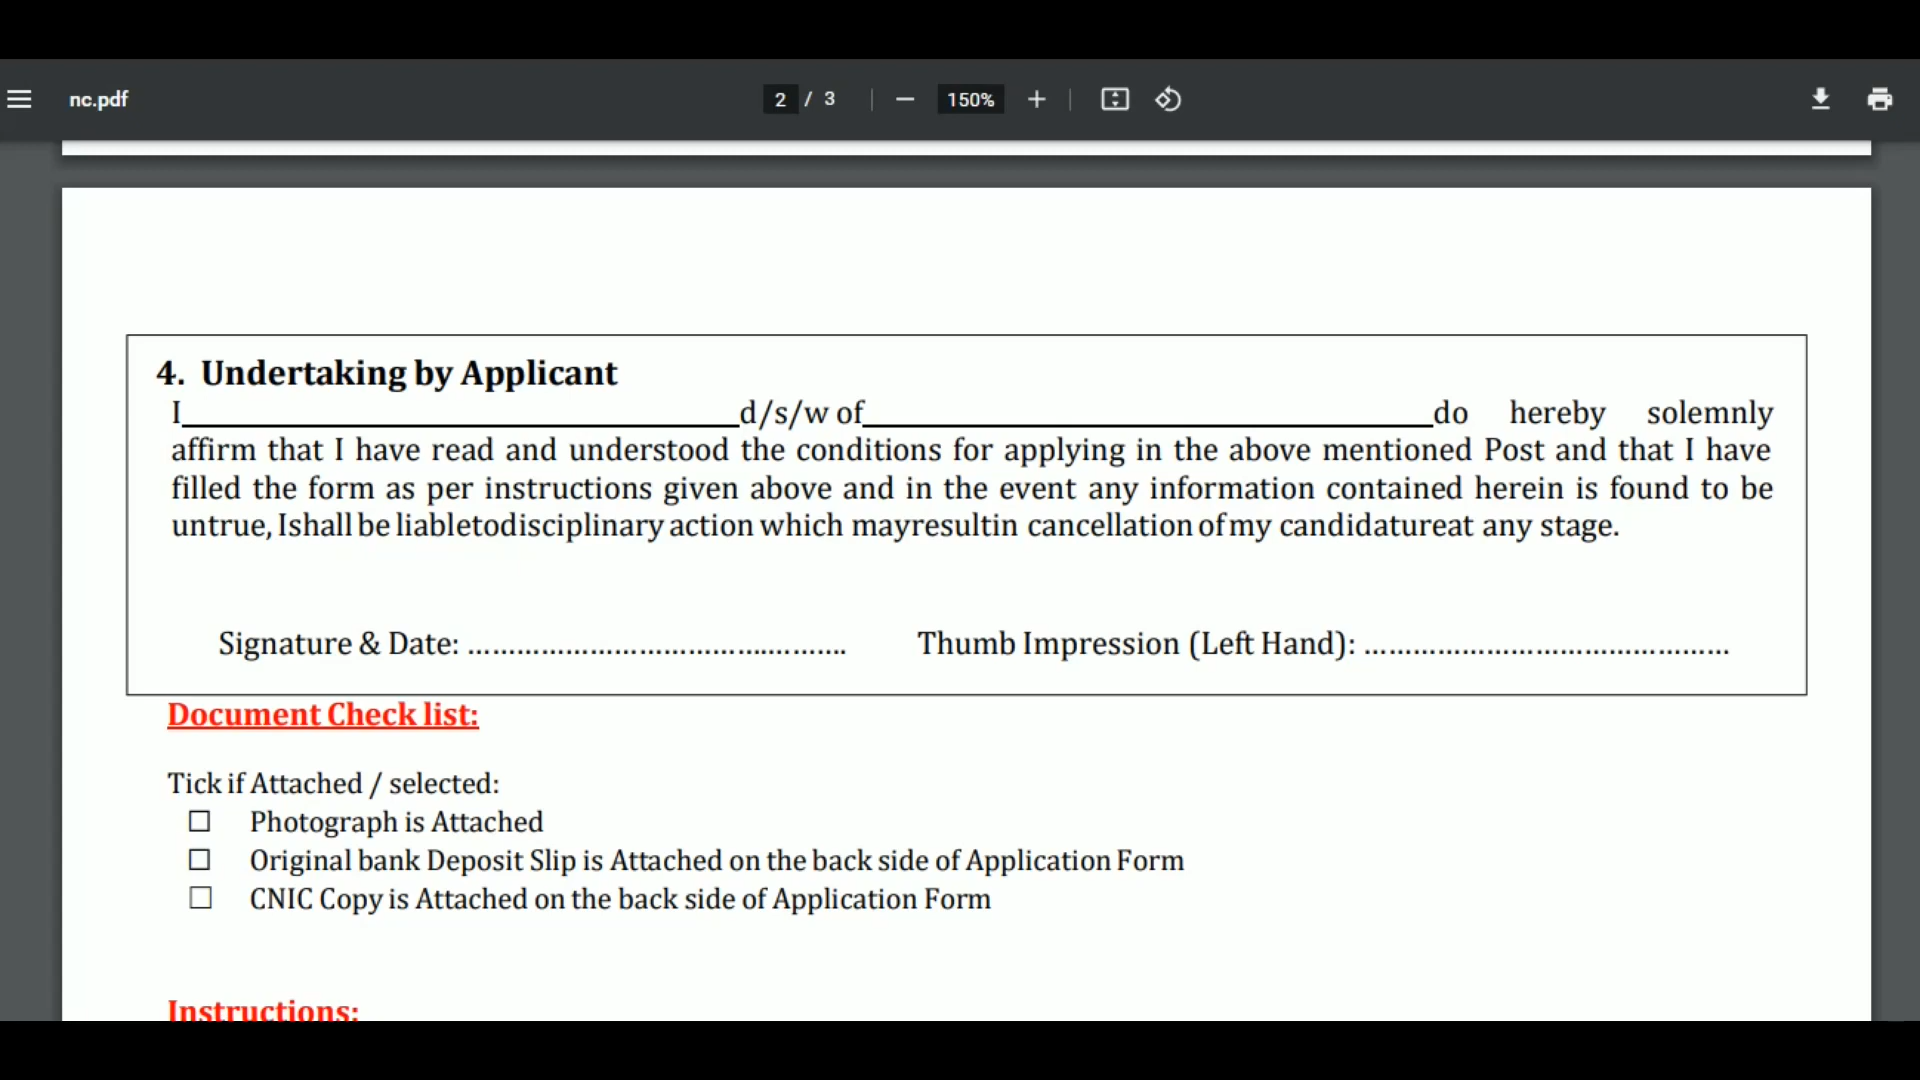 nc.pdf 2 / 3 150%
4. Undertaking by Applicant
I____________________d/s/w of____________________do hereby solemnly
affirm that I have read and understood the conditions for applying in the above mentioned Post and that I have
filled the form as per instructions given above and in the event any information contained herein is found to be
untrue, Ishall be liabletodisciplinary action which mayresultin cancellation ofmy candidatureat any stage.
Signature & Date: ………………………………………. Thumb Impression (Left Hand): ………………………………………
Document Check list:
Tick if Attached / selected:
☐ Photograph is Attached
☐ Original bank Deposit Slip is Attached on the back side of Application Form
☐ CNIC Copy is Attached on the back side of Application Form
Instructions: